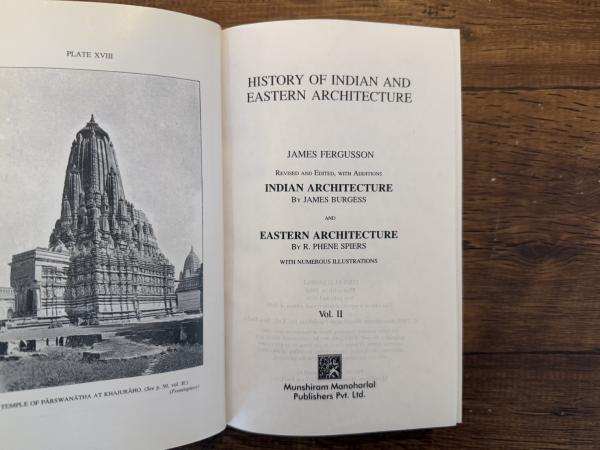 PLATE XVIII
TEMPLE OF PĀRSWANĀTHA AT KHAJURĀHO. (See p. 50, vol. II.)
(Frontispiece)
HISTORY OF INDIAN AND
EASTERN ARCHITECTURE
JAMES FERGUSSON
REVISED AND EDITED, WITH ADDITIONS
INDIAN ARCHITECTURE
BY JAMES BURGESS
AND
EASTERN ARCHITECTURE
BY R. PHENE SPIERS
WITH NUMEROUS ILLUSTRATIONS
Vol. II
Munshiram Manoharlal
Publishers Pvt. Ltd.